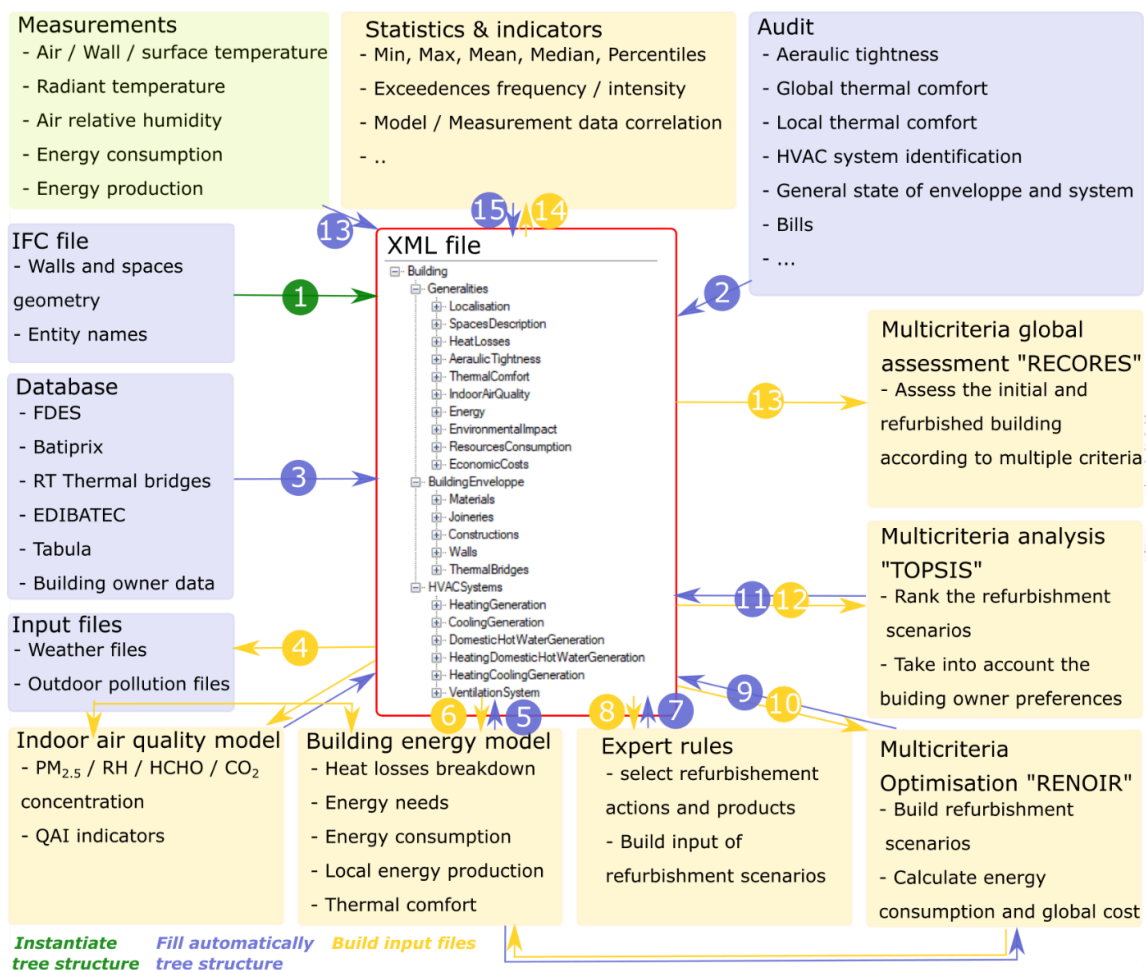 Measurements
- Air / Wall / surface temperature
- Radiant temperature
- Air relative humidity
- Energy consumption
- Energy production
Statistics & indicators
- Min, Max, Mean, Median, Percentiles
- Exceedences frequency / intensity
- Model / Measurement data correlation
- ..
Audit
- Aeraulic tightness
- Global thermal comfort
- Local thermal comfort
- HVAC system identification
- General state of enveloppe and system
- Bills
- ...
13
15
14
2
IFC file
- Walls and spaces
geometry
- Entity names
1
Database
- FDES
- Batiprix
- RT Thermal bridges
- EDIBATEC
- Tabula
- Building owner data
3
Input files
- Weather files
- Outdoor pollution files
4
XML file
Building
Generalities
Localisation
SpacesDescription
HeatLosses
AeraulicTightness
ThermalComfort
IndoorAirQuality
Energy
EnvironmentalImpact
ResourcesConsumption
EconomicCosts
BuildingEnveloppe
Materials
Joineries
Constructions
Walls
ThermalBridges
HVACSystems
HeatingGeneration
CoolingGeneration
DomesticHotWaterGeneration
HeatingDomesticHotWaterGeneration
HeatingCoolingGeneration
VentilationSystem
13
Multicriteria global
assessment "RECORES"
- Assess the initial and
refurbished building
according to multiple criteria
11
12
Multicriteria analysis
"TOPSIS"
- Rank the refurbishment
scenarios
- Take into account the
buiding owner preferences
9
10
6
5
8
7
Indoor air quality model
- PM2.5 / RH / HCHO / CO2
concentration
- QAI indicators
Building energy model
- Heat losses breakdown
- Energy needs
- Energy consumption
- Local energy production
- Thermal comfort
Expert rules
- select refurbishement
actions and products
- Build input of
refurbishment scenarios
Multicriteria
Optimisation "RENOIR"
- Build refurbishment
scenarios
- Calculate energy
consumption and global cost
Instantiate
tree structure
Fill automatically
tree structure
Build input files